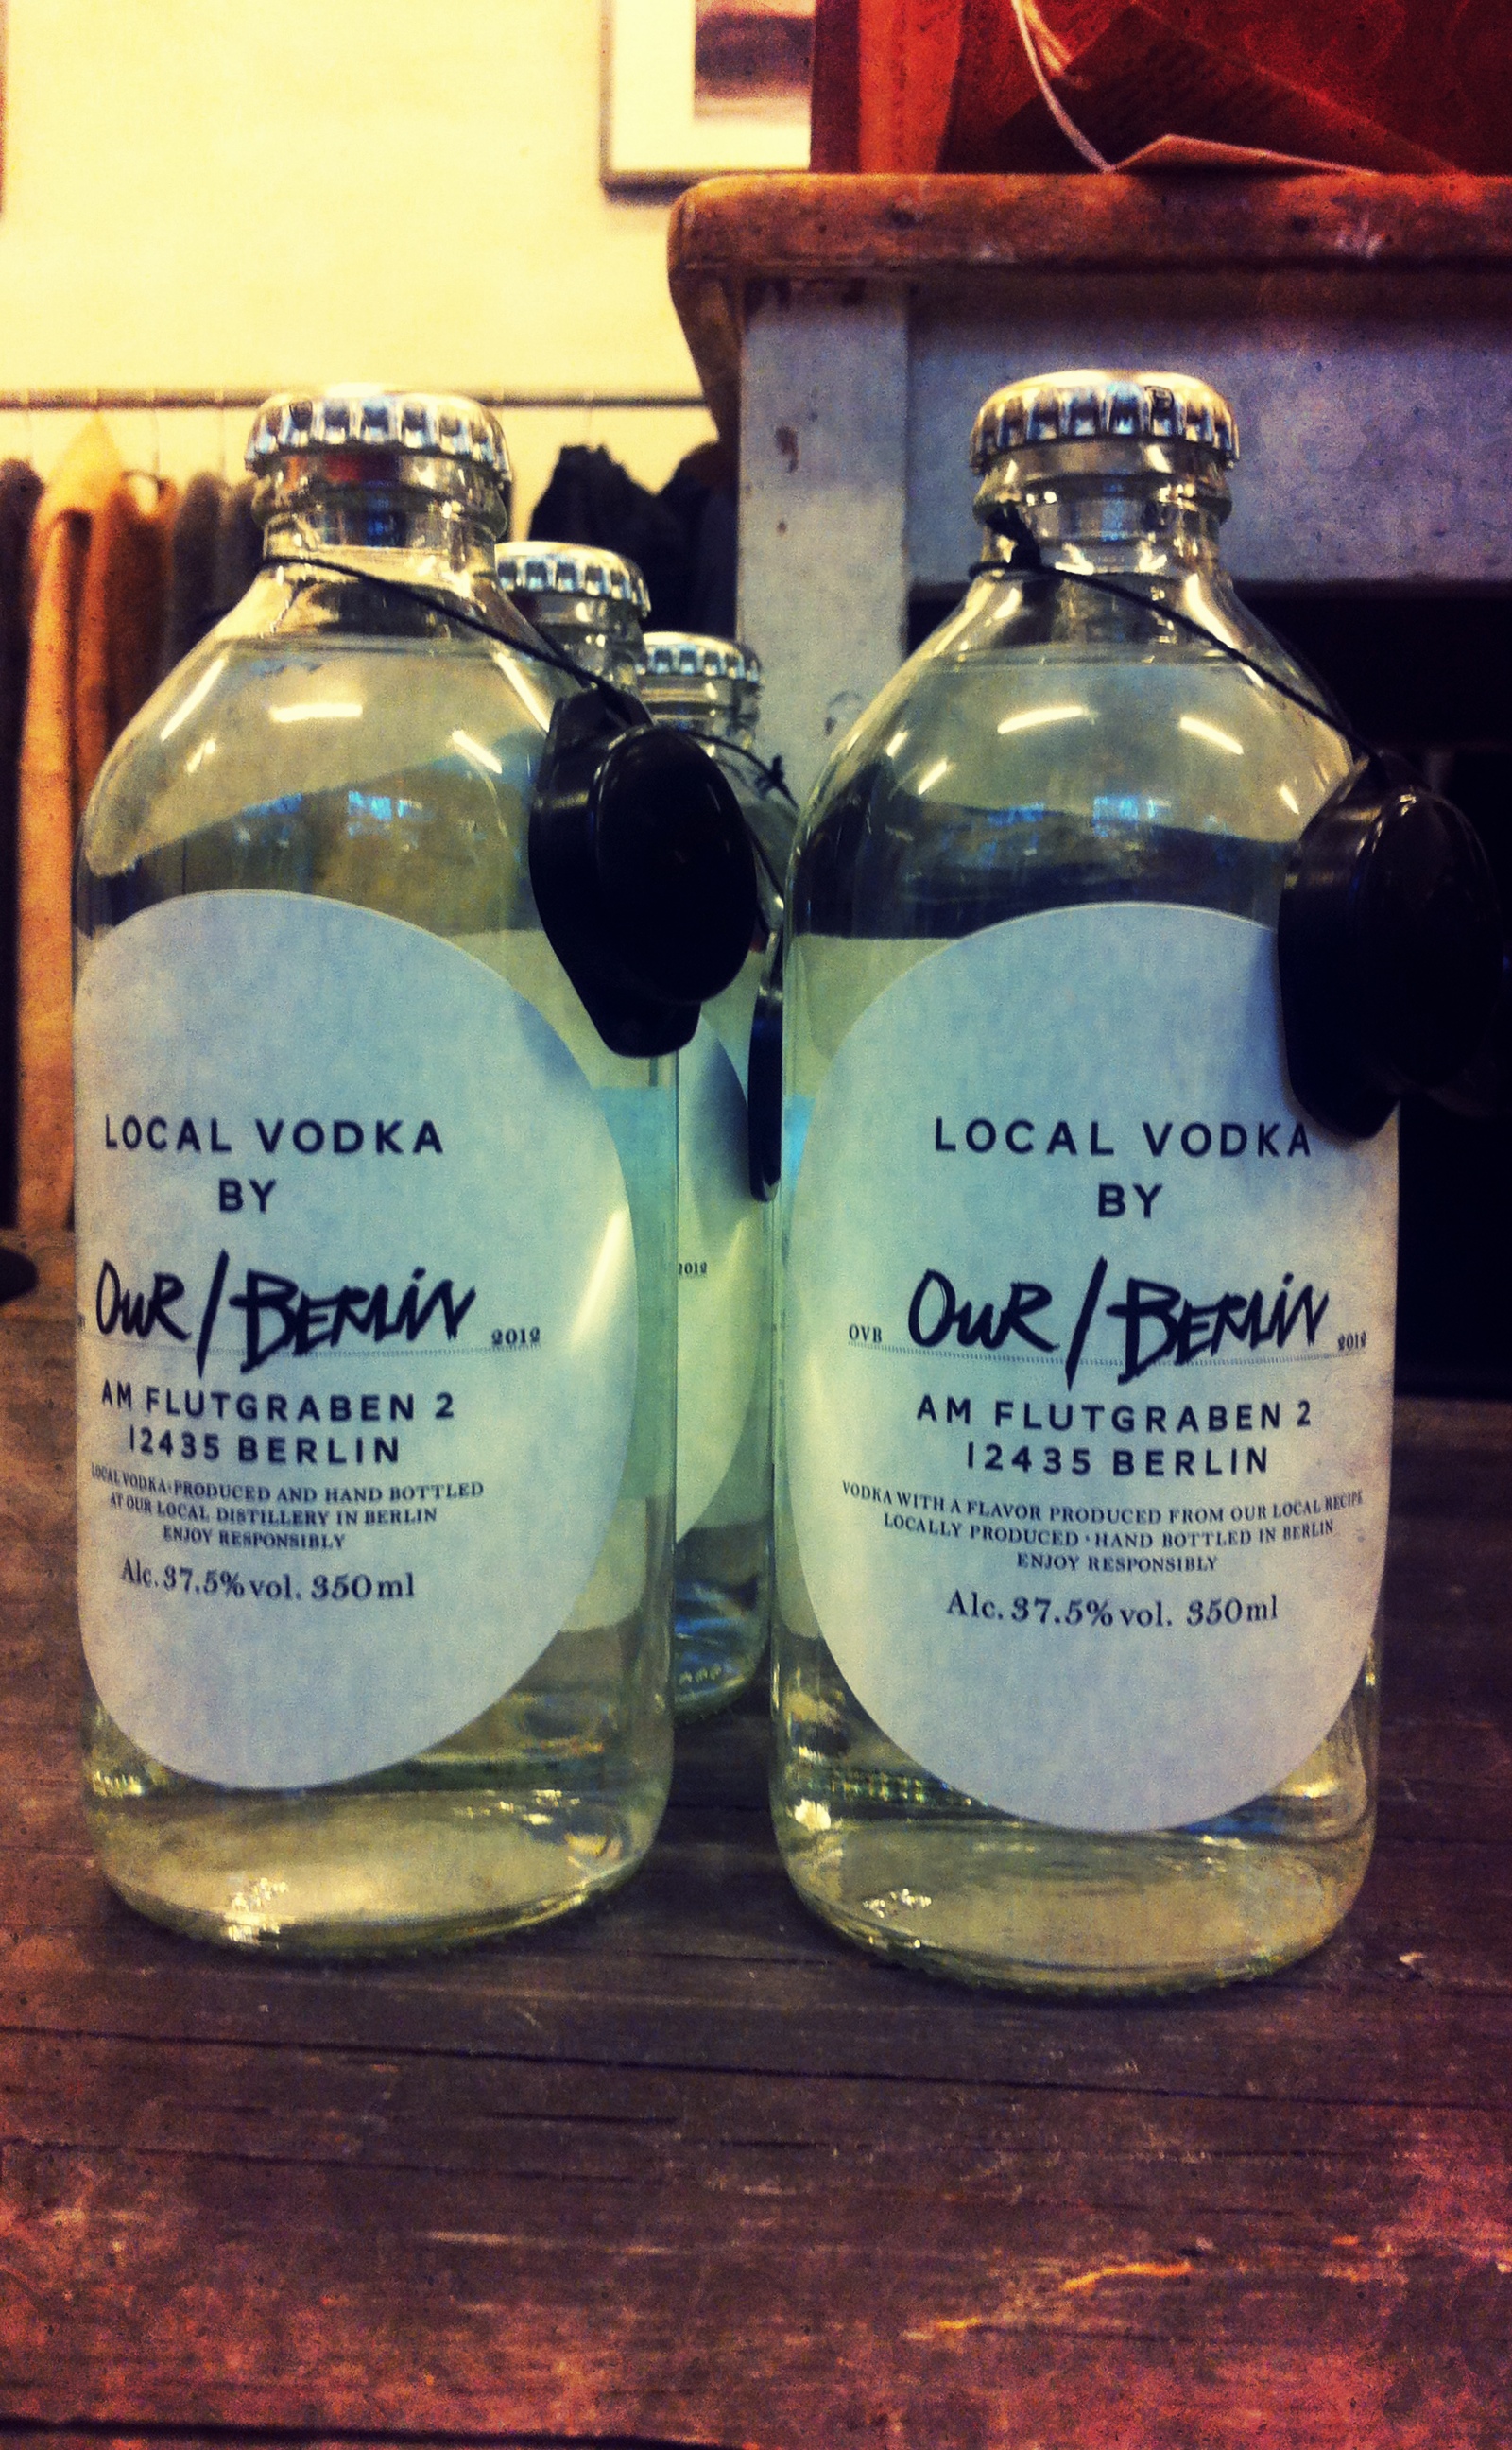 LOCAL VODKA
BY
OuR/BERLiN 2012
AM FLUTGRABEN 2
12435 BERLIN
LOCAL VODKA · PRODUCED AND HAND BOTTLED
AT OUR LOCAL DISTILLERY IN BERLIN
ENJOY RESPONSIBLY
Alc. 37.5% vol. 350ml
2012
LOCAL VODKA
BY
OVR OuR/BERLiN 2012
AM FLUTGRABEN 2
12435 BERLIN
VODKA WITH A FLAVOR PRODUCED FROM OUR LOCAL RECIPE
LOCALLY PRODUCED · HAND BOTTLED IN BERLIN
ENJOY RESPONSIBLY
Alc. 37.5% vol. 350ml